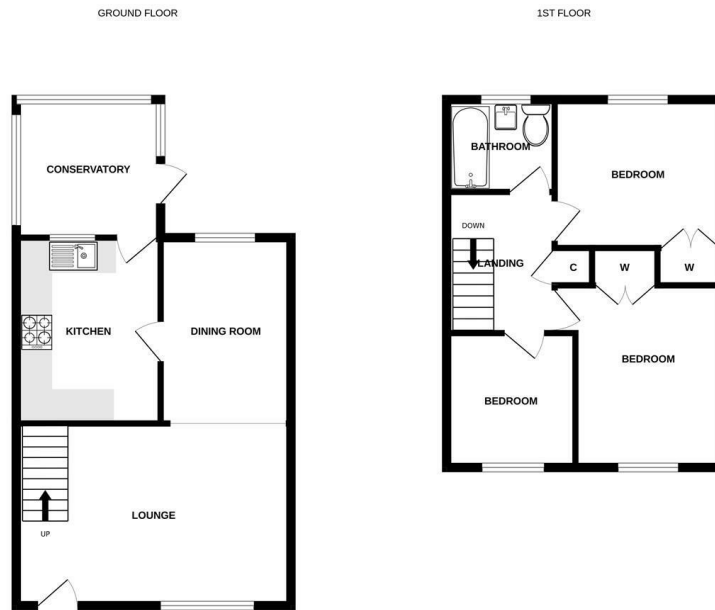 GROUND FLOOR
CONSERVATORY
KITCHEN
DINING ROOM
LOUNGE
UP
1ST FLOOR
BATHROOM
BEDROOM
DOWN
LANDING
C
W
W
BEDROOM
BEDROOM